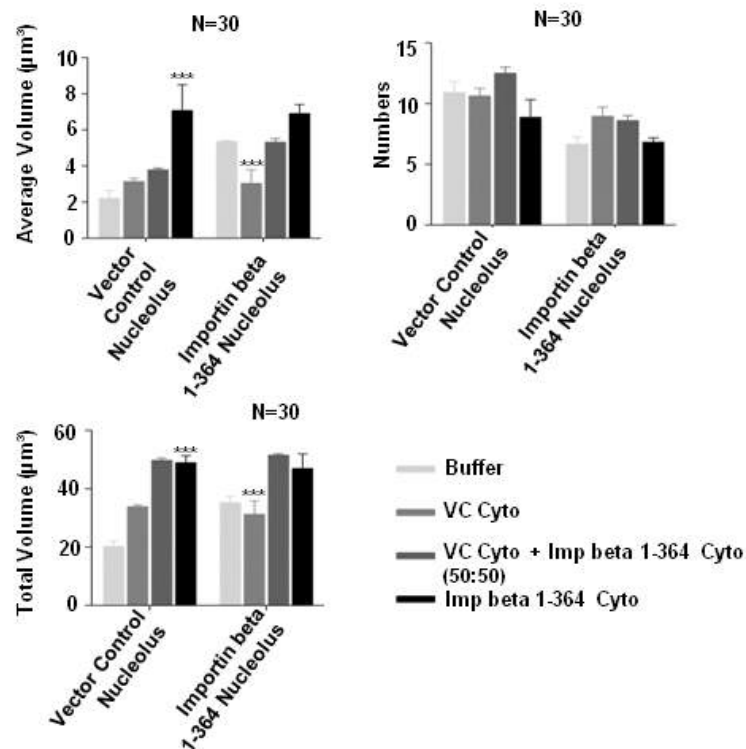 N=30
Average Volume (µm³)
10
8
6
4
2
0
***
***
Vector
Control
Nucleolus
Importin beta
1-364 Nucleolus
N=30
Numbers
15
10
5
0
Vector Control
Nucleolus
Importin beta
1-364 Nucleolus
N=30
Total Volume (µm³)
60
40
20
0
***
***
Vector Control
Nucleolus
Importin beta
1-364 Nucleolus
Buffer
VC Cyto
VC Cyto + Imp beta 1-364 Cyto
(50:50)
Imp beta 1-364 Cyto